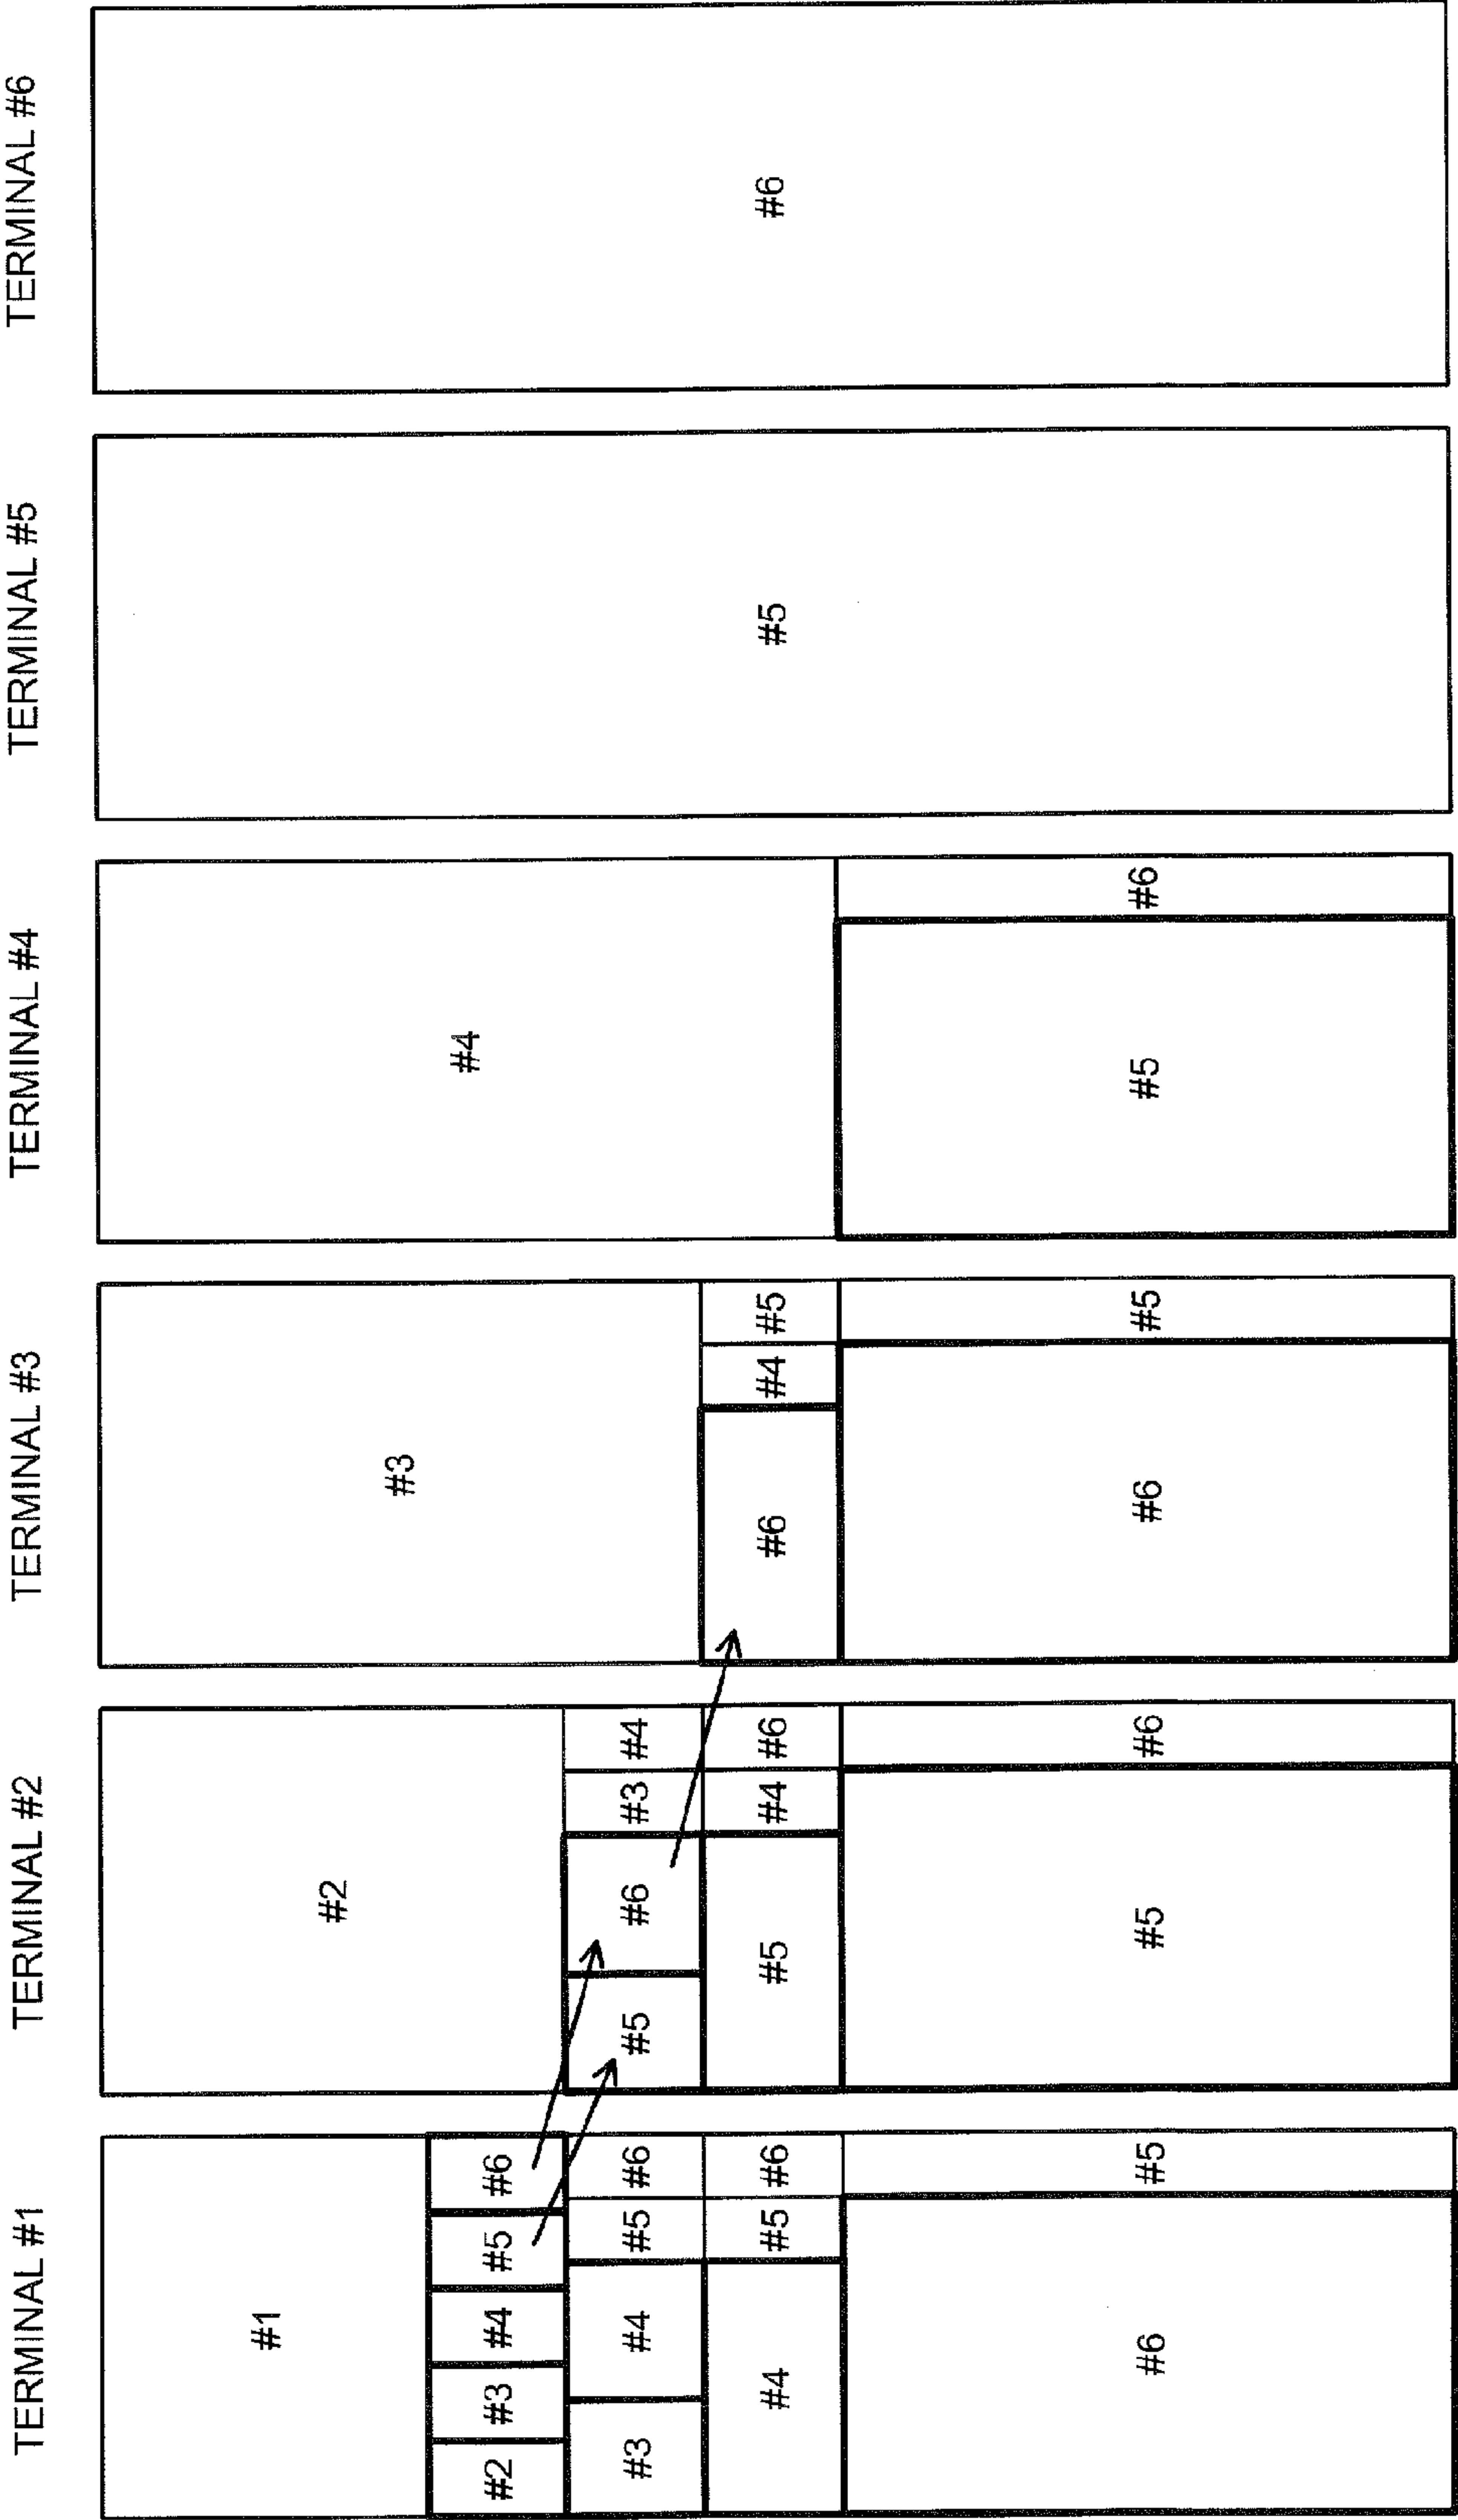 TERMINAL #1
#1
#2 #3 #4 #5 #6
#3 #4 #5 #6
#4 #5 #6
#6 #5
TERMINAL #2
#2
#5 #6 #3 #4
#5 #4 #6
#5 #6
TERMINAL #3
#3
#6 #4 #5
#6 #5
TERMINAL #4
#4
#5 #6
TERMINAL #5
#5
TERMINAL #6
#6